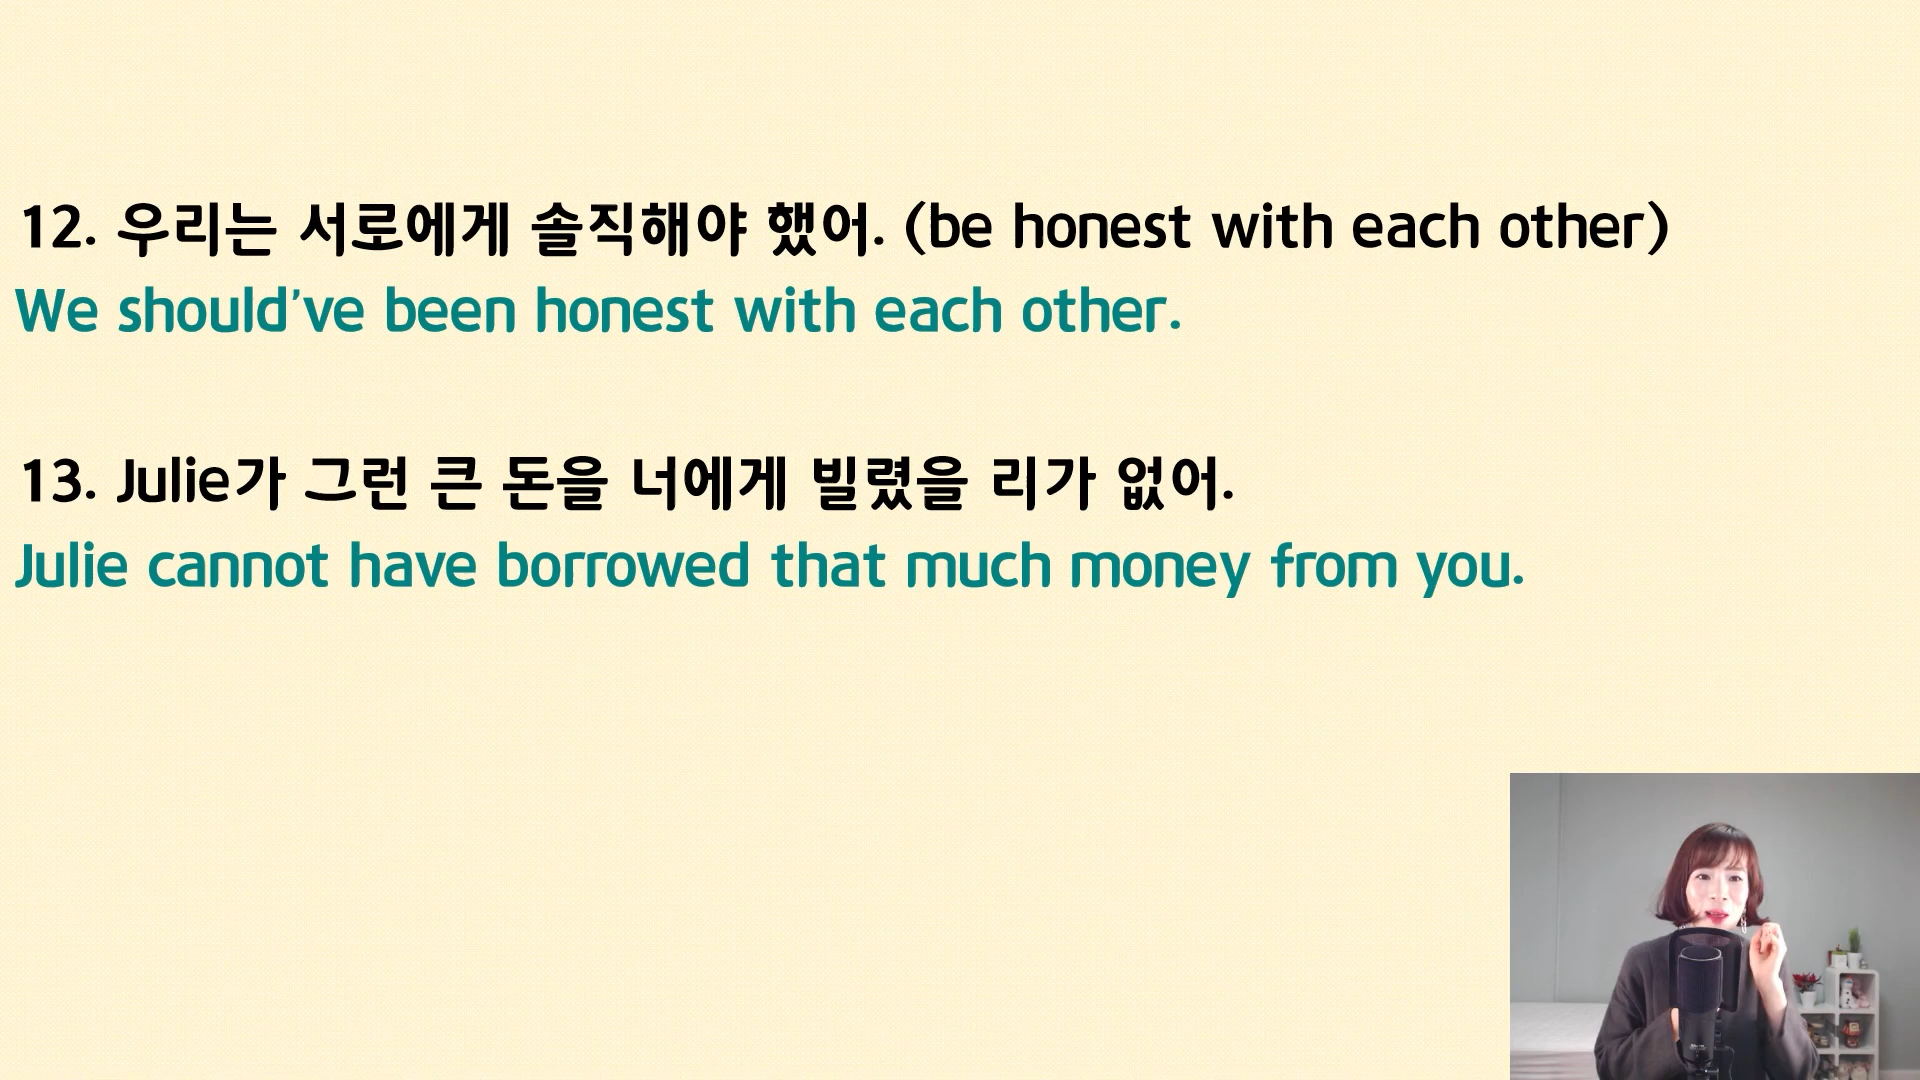 12. 우리는 서로에게 솔직해야 했어. (be honest with each other)
We should've been honest with each other.
13. Julie가 그런 큰 돈을 너에게 빌렸을 리가 없어.
Julie cannot have borrowed that much money from you.